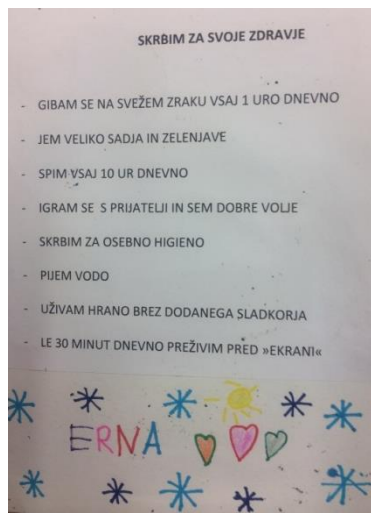 SKRBIM ZA SVOJE ZDRAVJE
- GIBAM SE NA SVEŽEM ZRAKU VSAJ 1 URO DNEVNO
- JEM VELIKO SADJA IN ZELENJAVE
- SPIM VSAJ 10 UR DNEVNO
- IGRAM SE S PRIJATELJI IN SEM DOBRE VOLJE
- SKRBIM ZA OSEBNO HIGIENO
- PIJEM VODO
- UŽIVAM HRANO BREZ DODANEGA SLADKORJA
- LE 30 MINUT DNEVNO PREŽIVIM PRED »EKRANI«
ERNA